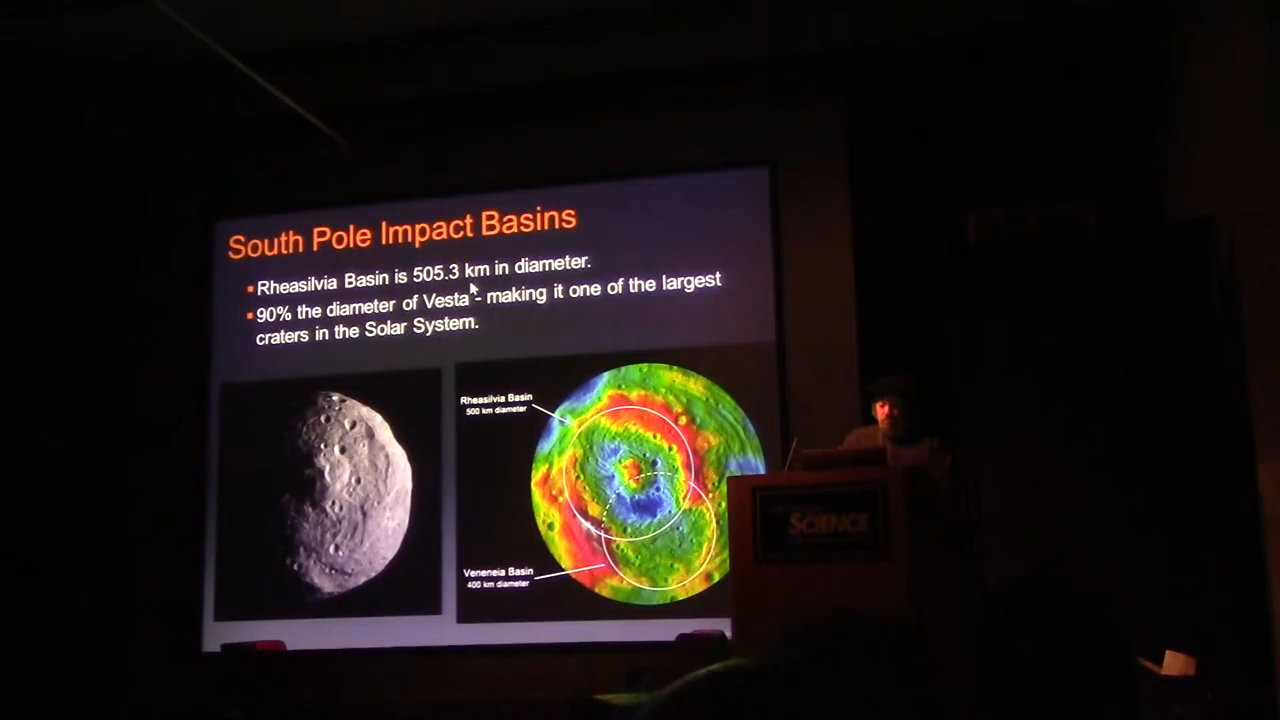 South Pole Impact Basins
▪Rheasilvia Basin is 505.3 km in diameter.
▪90% the diameter of Vesta - making it one of the largest
craters in the Solar System.
Rheasilvia Basin
500 km diameter
Veneneia Basin
400 km diameter
SCIENCE